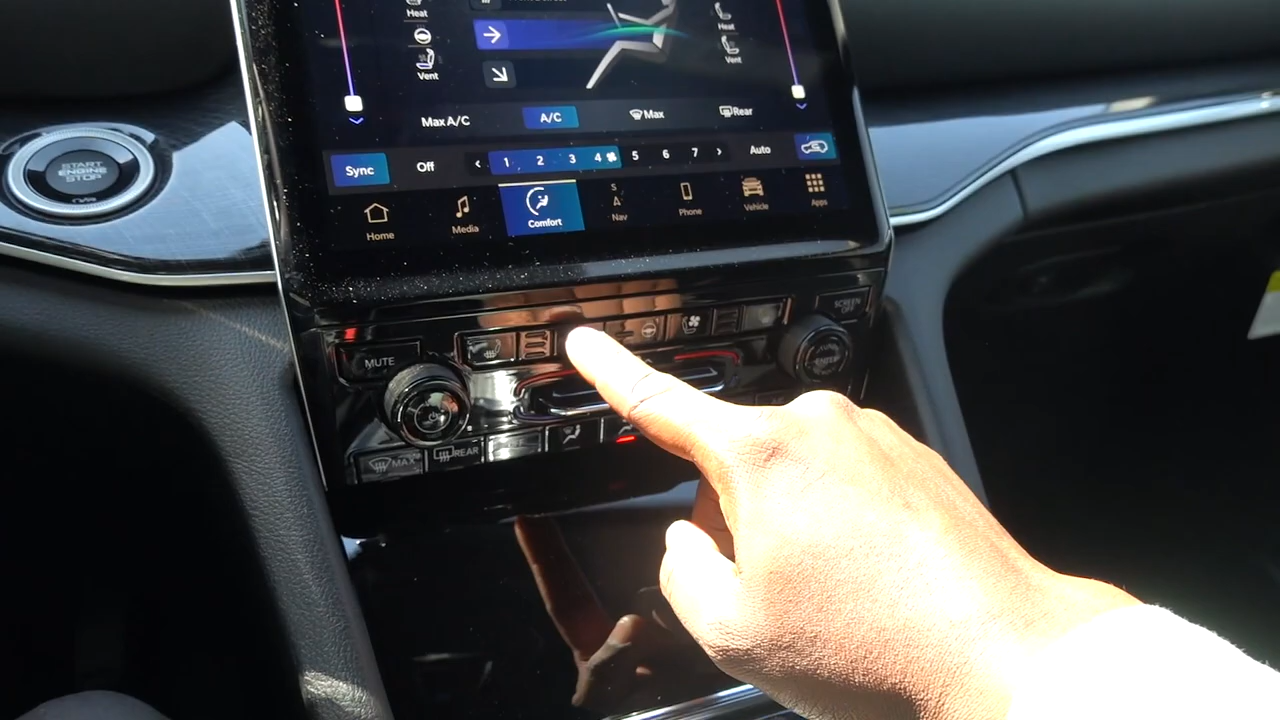 Heat
Heat
Vent
Vent
Max A/C
A/C
Max
Rear
Sync
Off
1 2 3 4 5 6 7
Auto
Home
Media
Comfort
S
A
Nav
Phone
Vehicle
Apps
START
ENGINE
STOP
SCREEN
OFF
MUTE
MAX
REAR